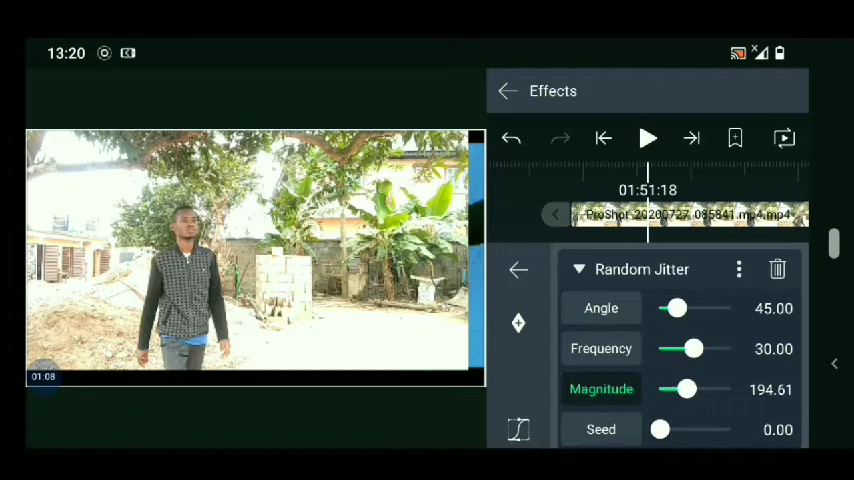 13:20
Effects
01:51:18
ProShot_20200727_085841.mp4.mp4
Random Jitter
Angle 45.00
Frequency 30.00
Magnitude 194.61
Seed 0.00
01:08